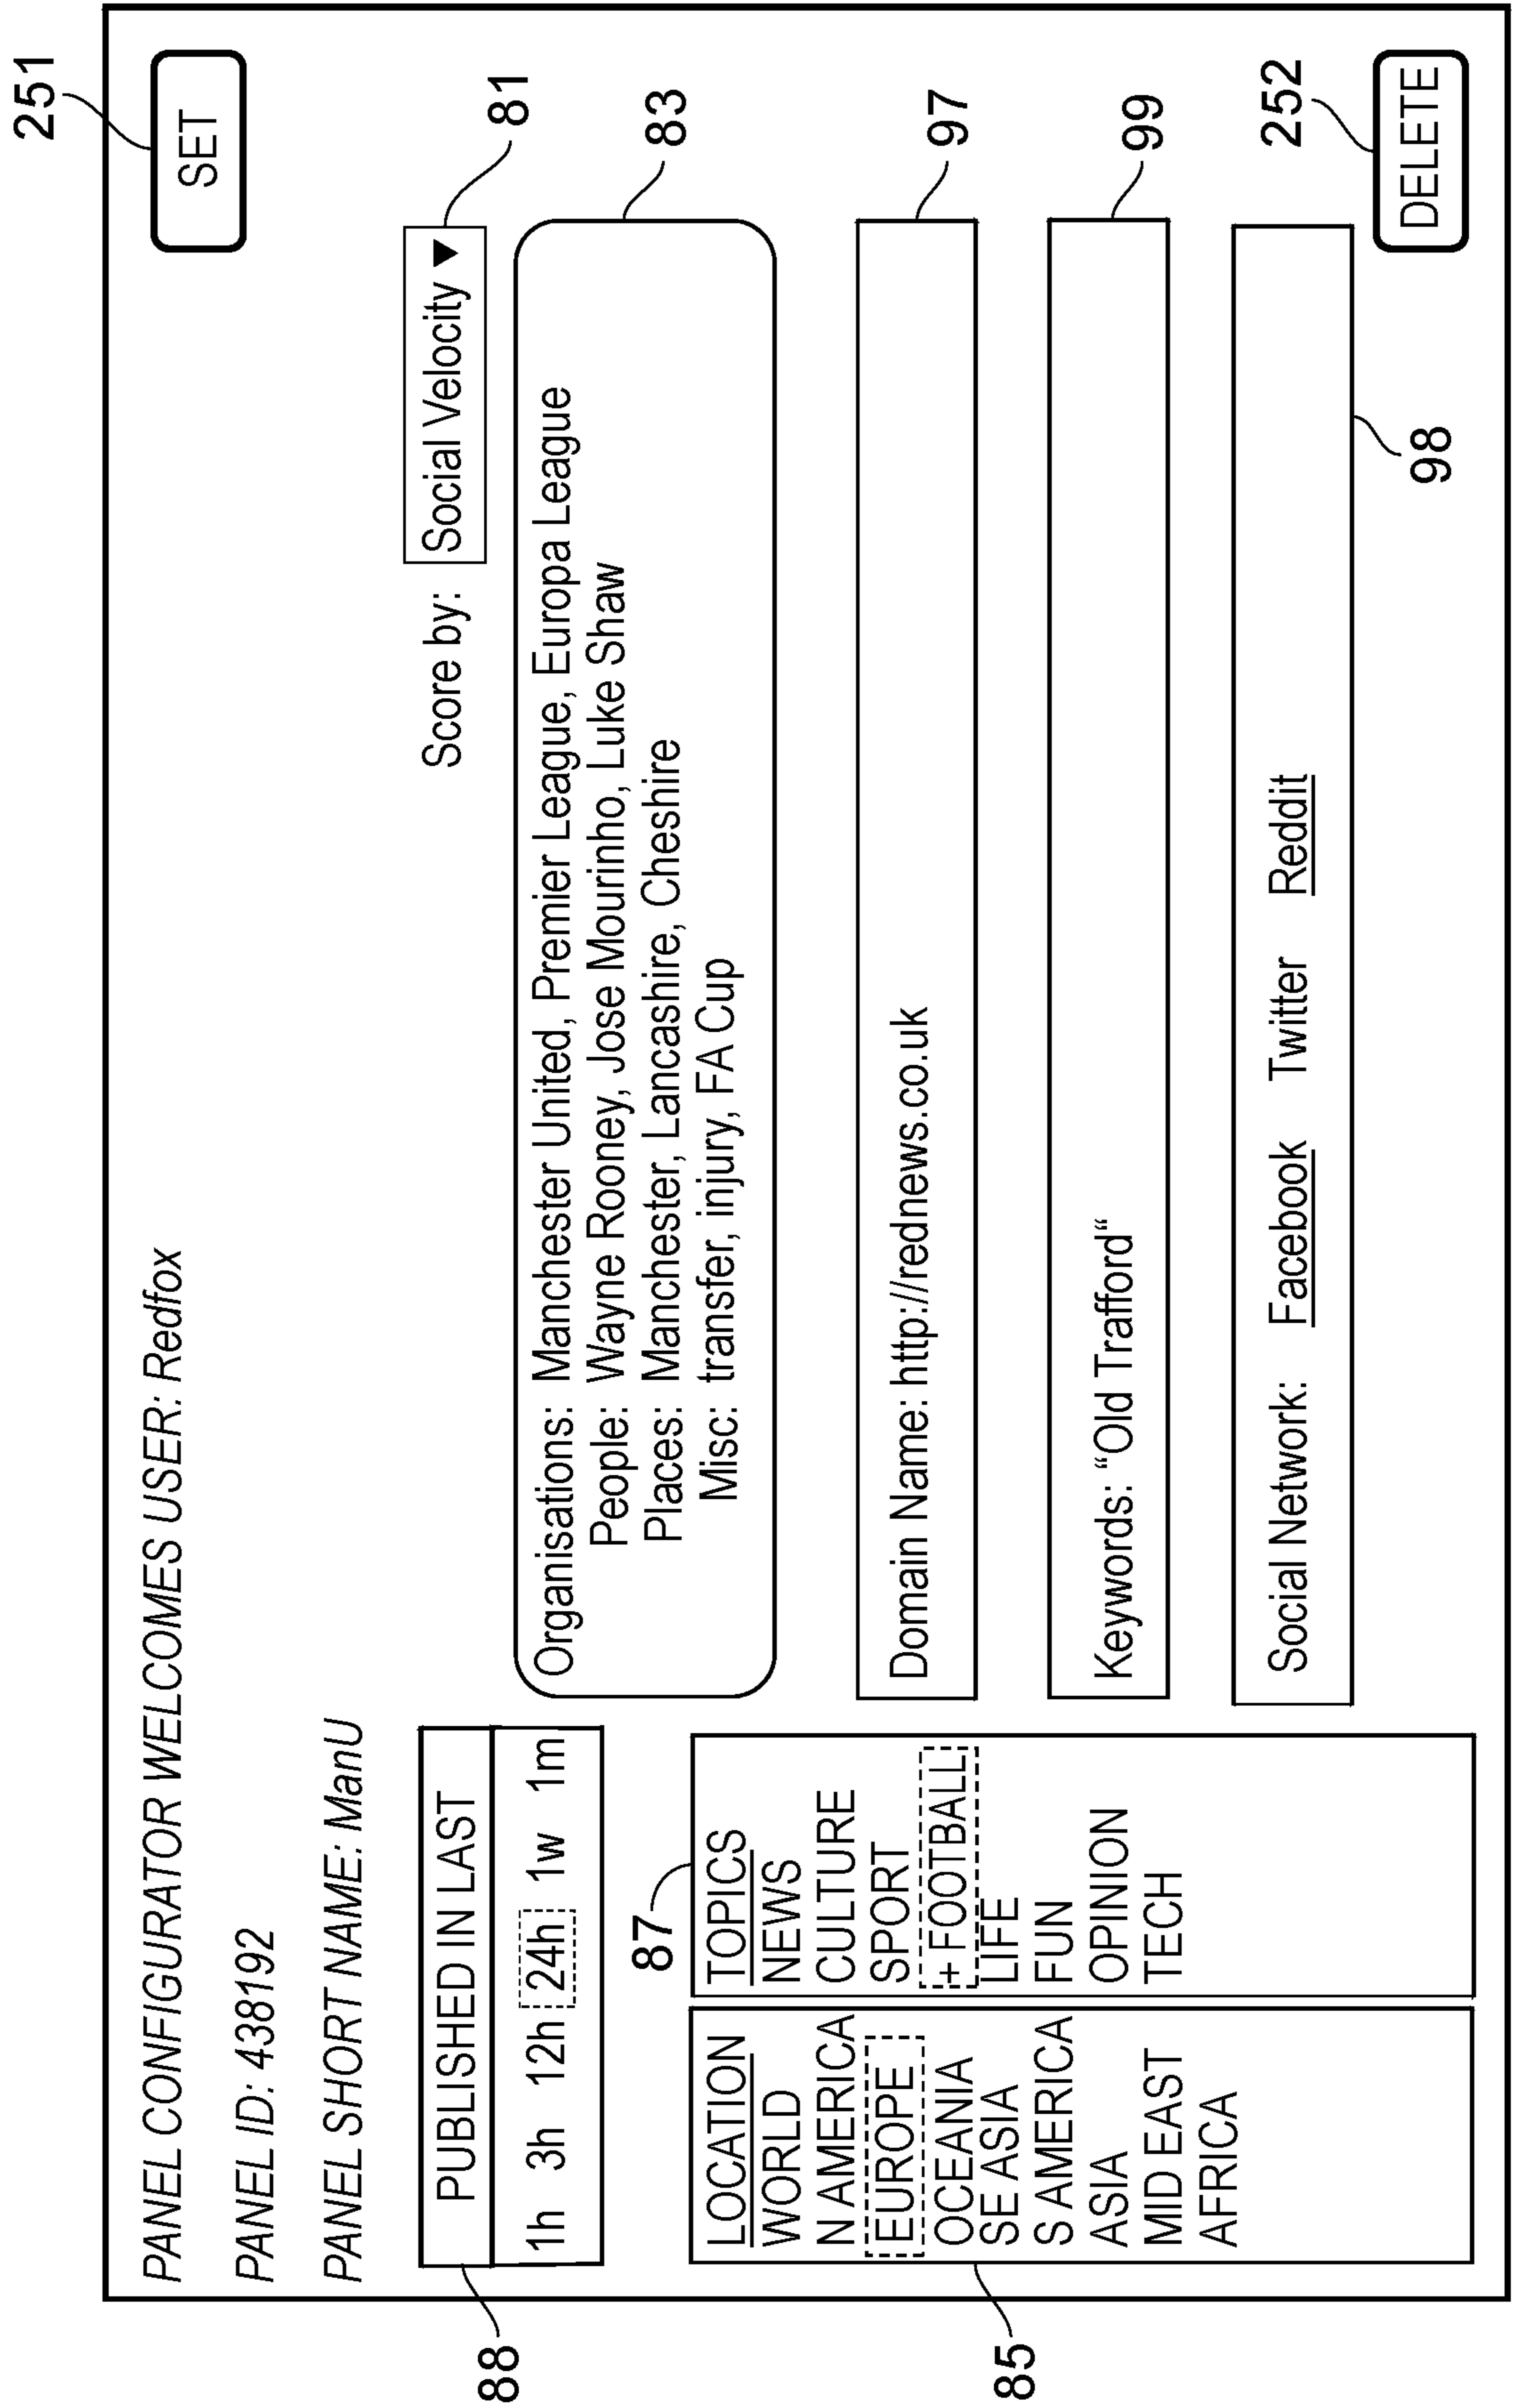 251
SET
PANEL CONFIGURATOR WELCOMES USER: Redfox
PANEL ID: 438192
PANEL SHORT NAME: ManU
88
PUBLISHED IN LAST
1h 3h 12h 24h 1w 1m
Score by: Social Velocity ▼
81
83
Organisations: Manchester United, Premier League, Europa League
People: Wayne Rooney, Jose Mourinho, Luke Shaw
Places: Manchester, Lancashire, Cheshire
Misc: transfer, injury, FA Cup
87
85
LOCATION
WORLD
N AMERICA
EUROPE
OCEANIA
SE ASIA
S AMERICA
ASIA
MID EAST
AFRICA
TOPICS
NEWS
CULTURE
SPORT
+ FOOTBALL
LIFE
FUN
OPINION
TECH
Domain Name: http://rednews.co.uk
97
Keywords: “Old Trafford“
99
Social Network: Facebook Twitter Reddit
98
252
DELETE